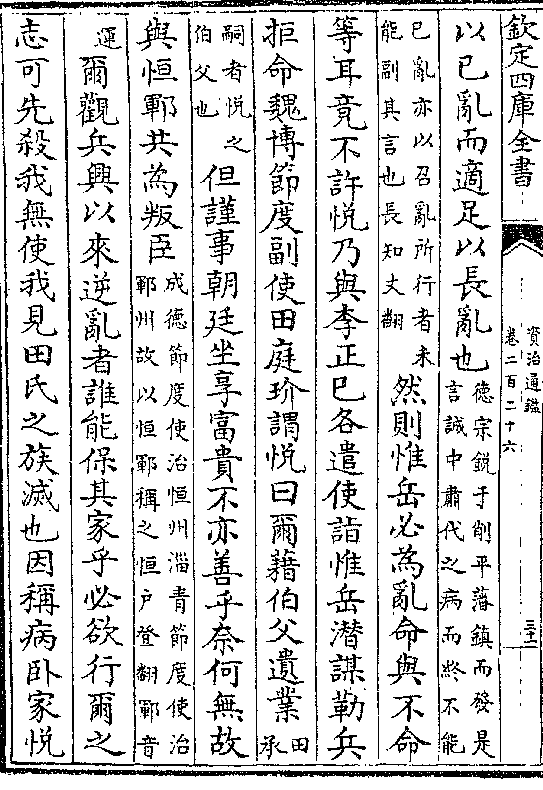 欽定四庫全書
資治通鑑
卷二百二十六
三十一
以已亂而適足以長亂也德宗鋭于削平藩鎮而發是言誠中肅代之病而終不能
已亂亦以召亂所行者未能副其言也長知丈翻然則惟岳必為亂命與不命
等耳竟不許悦乃與李正已各遣使詣惟岳潜謀勒兵
拒命魏博節度副使田庭玠謂悦曰爾藉伯父遺業田承
嗣者悦之伯父也但謹事朝廷坐享富貴不亦善乎奈何無故
與恒鄆共為叛臣成德節度使治恒州淄青節度使治鄆州故以恒鄆稱之恒戸登翻鄆音
運爾觀兵興以來逆亂者誰能保其家乎必欲行爾之
志可先殺我無使我見田氏之族滅也因稱病卧家悦